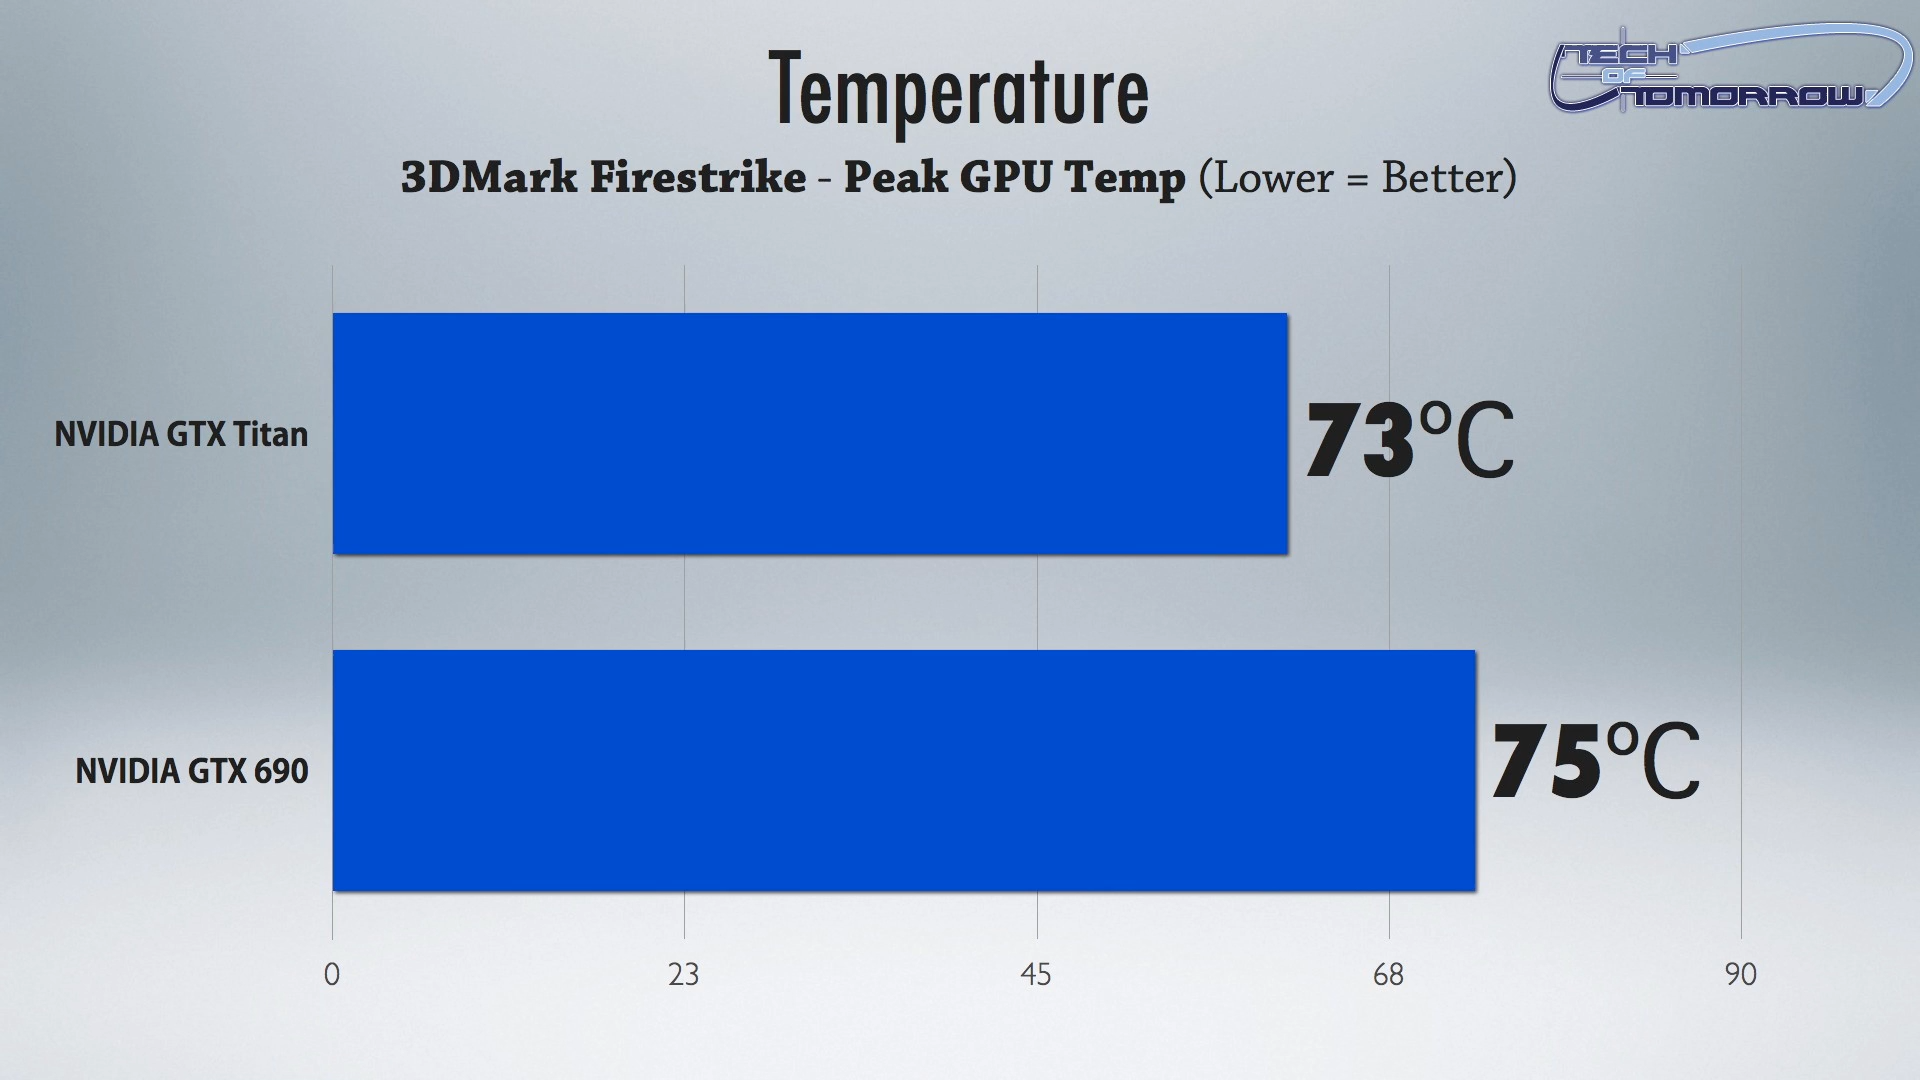 Temperature
TECH
OF
TOMORROW
3DMark Firestrike - Peak GPU Temp (Lower = Better)
NVIDIA GTX Titan
73°C
NVIDIA GTX 690
75°C
0 23 45 68 90